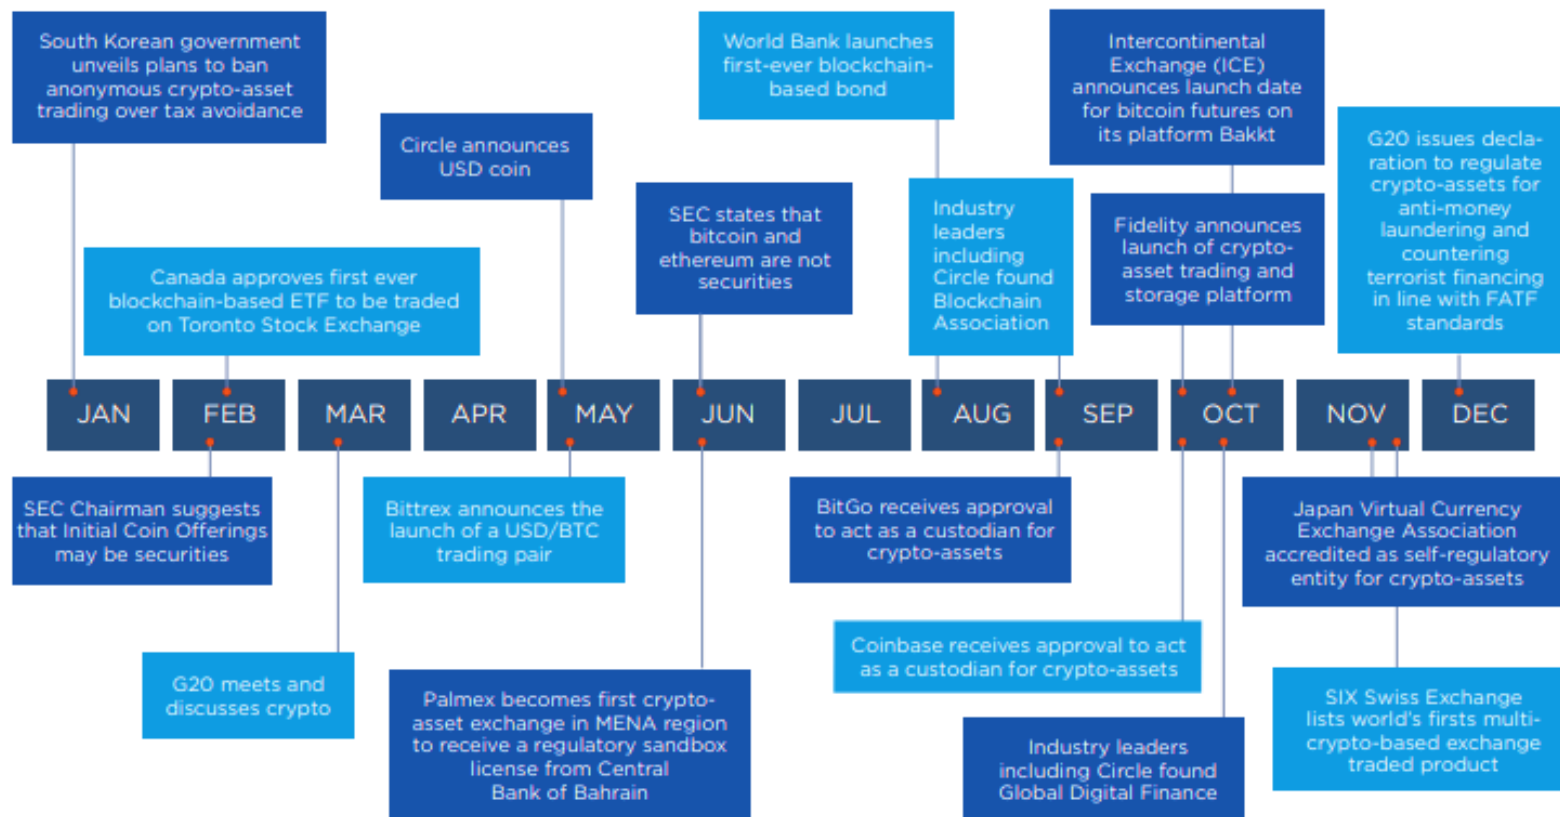 South Korean government
unveils plans to ban
anonymous crypto-asset
trading over tax avoidance
Canada approves first ever
blockchain-based ETF to be traded
on Toronto Stock Exchange
Circle announces
USD coin
SEC states that
bitcoin and
ethereum are not
securities
World Bank launches
first-ever blockchain-
based bond
Industry
leaders
including
Circle found
Blockchain
Association
Intercontinental
Exchange (ICE)
announces launch date
for bitcoin futures on
its platform Bakkt
Fidelity announces
launch of crypto-
asset trading and
storage platform
G20 issues decla-
ration to regulate
crypto-assets for
anti-money
laundering and
countering
terrorist financing
in line with FATF
standards
JAN FEB MAR APR MAY JUN JUL AUG SEP OCT NOV DEC
SEC Chairman suggests
that Initial Coin Offerings
may be securities
G20 meets and
discusses crypto
Bittrex announces the
launch of a USD/BTC
trading pair
Palmex becomes first crypto-
asset exchange in MENA region
to receive a regulatory sandbox
license from Central
Bank of Bahrain
BitGo receives approval
to act as a custodian for
crypto-assets
Coinbase receives approval to act
as a custodian for crypto-assets
Industry leaders
including Circle found
Global Digital Finance
Japan Virtual Currency
Exchange Association
accredited as self-regulatory
entity for crypto-assets
SIX Swiss Exchange
lists world's firsts multi-
crypto-based exchange
traded product